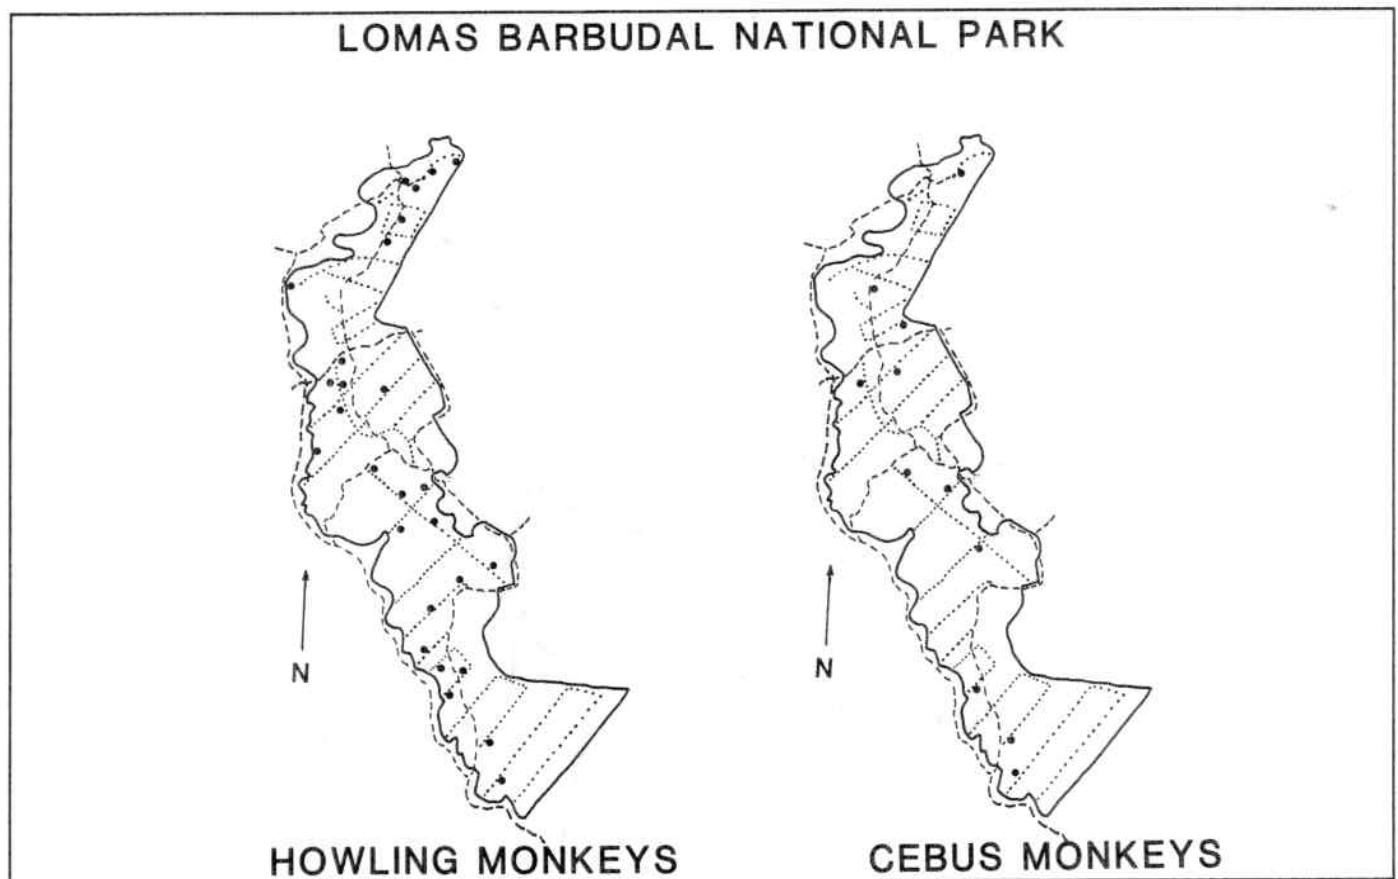 LOMAS BARBUDAL NATIONAL PARK
N
N
HOWLING MONKEYS
CEBUS MONKEYS